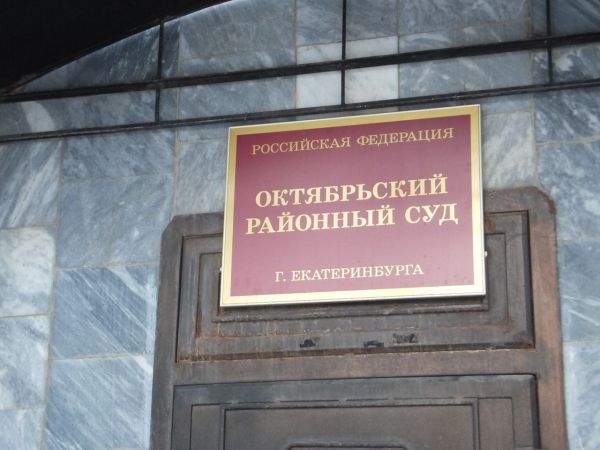 РОССИЙСКАЯ ФЕДЕРАЦИЯ
ОКТЯБРЬСКИЙ
РАЙОННЫЙ СУД
Г. ЕКАТЕРИНБУРГА